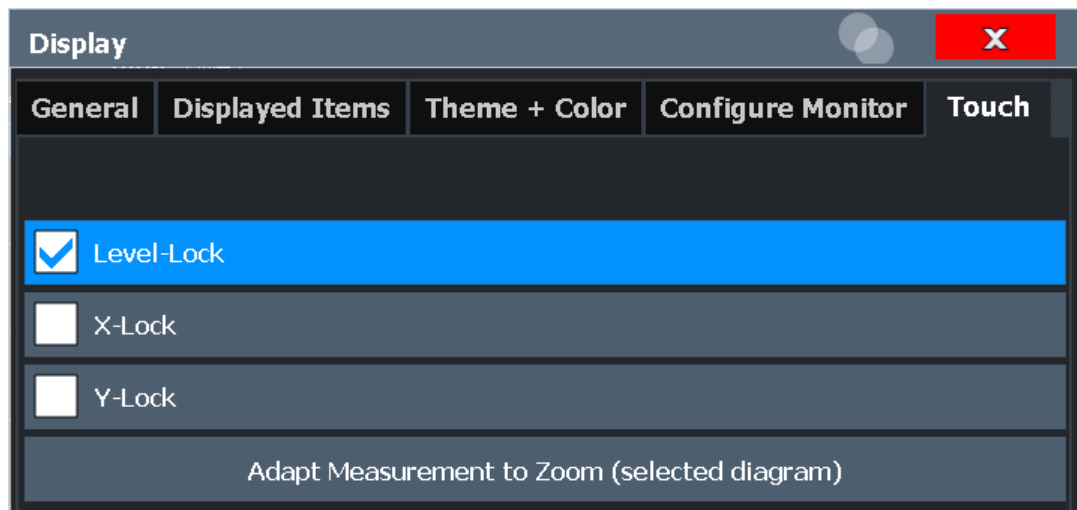 Display
X
General Displayed Items Theme + Color Configure Monitor Touch
Level-Lock
X-Lock
Y-Lock
Adapt Measurement to Zoom (selected diagram)